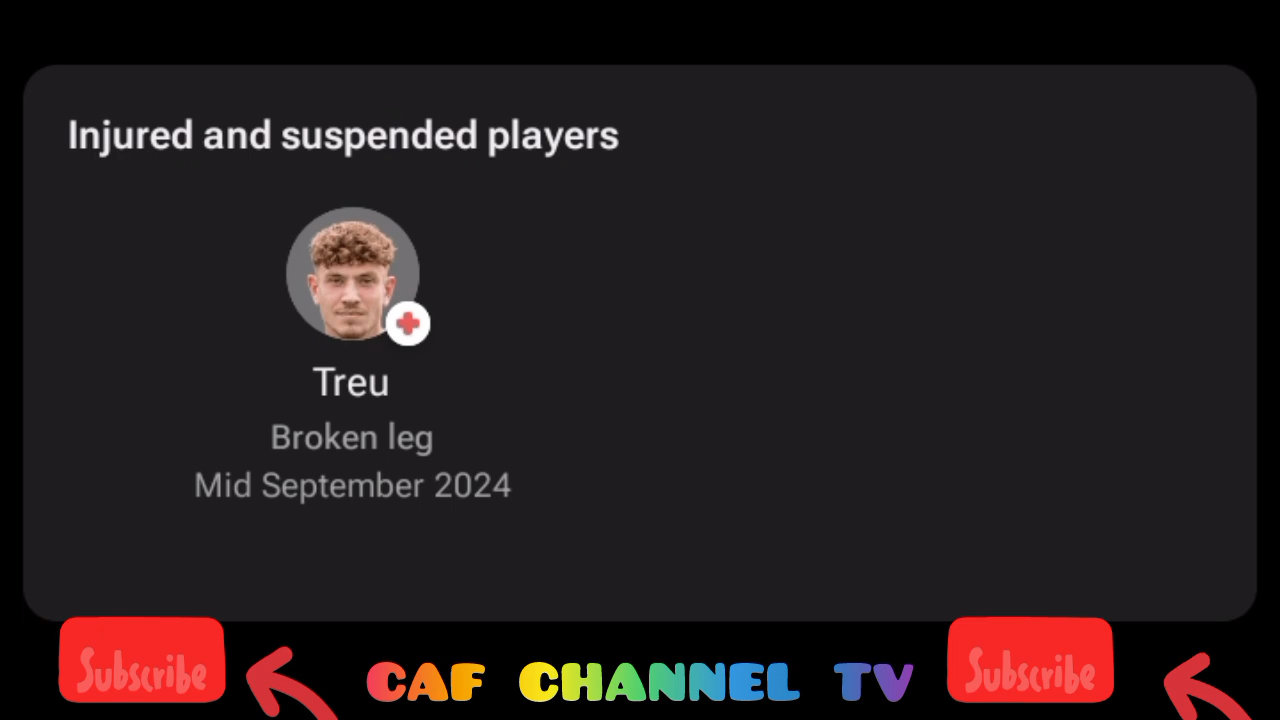 Injured and suspended players
Treu
Broken leg
Mid September 2024
Subscribe
CAF CHANNEL TV
Subscribe